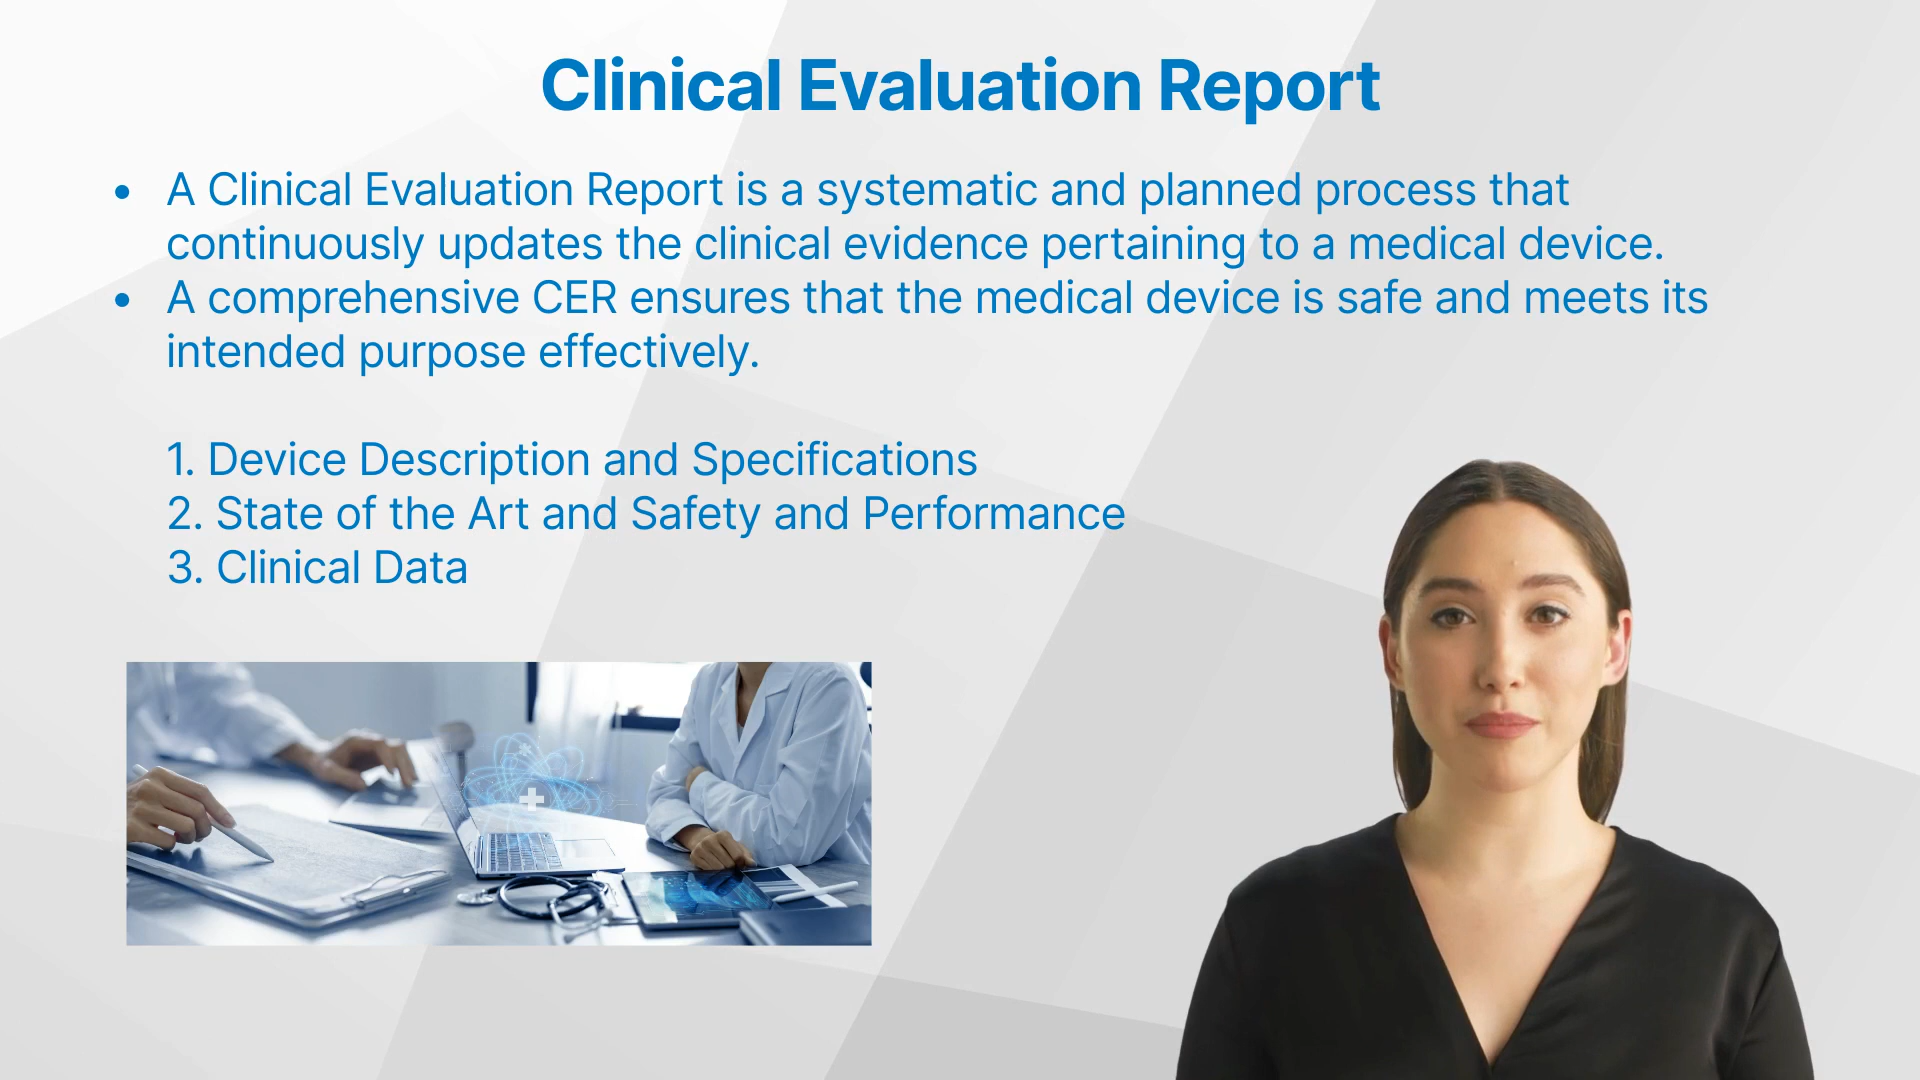 Clinical Evaluation Report
• A Clinical Evaluation Report is a systematic and planned process that
continuously updates the clinical evidence pertaining to a medical device.
• A comprehensive CER ensures that the medical device is safe and meets its
intended purpose effectively.
1. Device Description and Specifications
2. State of the Art and Safety and Performance
3. Clinical Data